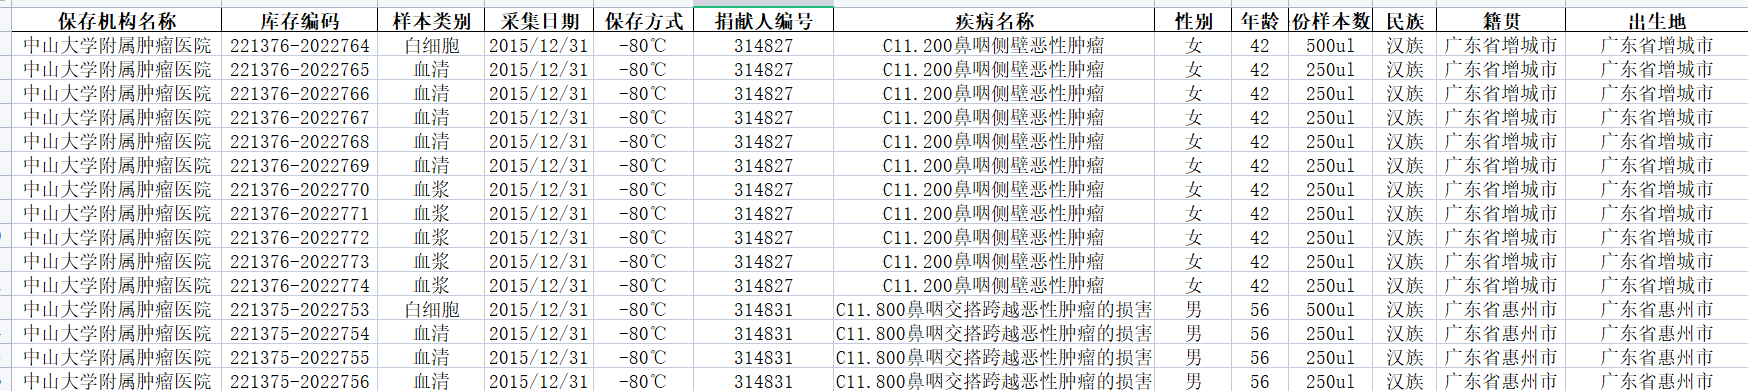 保存机构名称 库存编码 样本类别 采集日期 保存方式 捐献人编号 疾病名称 性别 年龄 份样本数 民族 籍贯 出生地
中山大学附属肿瘤医院 221376-2022764 白细胞 2015/12/31 -80℃ 314827 C11.200鼻咽侧壁恶性肿瘤 女 42 500ul 汉族 广东省增城市 广东省增城市
中山大学附属肿瘤医院 221376-2022765 血清 2015/12/31 -80℃ 314827 C11.200鼻咽侧壁恶性肿瘤 女 42 250ul 汉族 广东省增城市 广东省增城市
中山大学附属肿瘤医院 221376-2022766 血清 2015/12/31 -80℃ 314827 C11.200鼻咽侧壁恶性肿瘤 女 42 250ul 汉族 广东省增城市 广东省增城市
中山大学附属肿瘤医院 221376-2022767 血清 2015/12/31 -80℃ 314827 C11.200鼻咽侧壁恶性肿瘤 女 42 250ul 汉族 广东省增城市 广东省增城市
中山大学附属肿瘤医院 221376-2022768 血清 2015/12/31 -80℃ 314827 C11.200鼻咽侧壁恶性肿瘤 女 42 250ul 汉族 广东省增城市 广东省增城市
中山大学附属肿瘤医院 221376-2022769 血清 2015/12/31 -80℃ 314827 C11.200鼻咽侧壁恶性肿瘤 女 42 250ul 汉族 广东省增城市 广东省增城市
中山大学附属肿瘤医院 221376-2022770 血浆 2015/12/31 -80℃ 314827 C11.200鼻咽侧壁恶性肿瘤 女 42 250ul 汉族 广东省增城市 广东省增城市
中山大学附属肿瘤医院 221376-2022771 血浆 2015/12/31 -80℃ 314827 C11.200鼻咽侧壁恶性肿瘤 女 42 250ul 汉族 广东省增城市 广东省增城市
中山大学附属肿瘤医院 221376-2022772 血浆 2015/12/31 -80℃ 314827 C11.200鼻咽侧壁恶性肿瘤 女 42 250ul 汉族 广东省增城市 广东省增城市
中山大学附属肿瘤医院 221376-2022773 血浆 2015/12/31 -80℃ 314827 C11.200鼻咽侧壁恶性肿瘤 女 42 250ul 汉族 广东省增城市 广东省增城市
中山大学附属肿瘤医院 221376-2022774 血浆 2015/12/31 -80℃ 314827 C11.200鼻咽侧壁恶性肿瘤 女 42 250ul 汉族 广东省增城市 广东省增城市
中山大学附属肿瘤医院 221375-2022753 白细胞 2015/12/31 -80℃ 314831 C11.800鼻咽交搭跨越恶性肿瘤的损害 男 56 500ul 汉族 广东省惠州市 广东省惠州市
中山大学附属肿瘤医院 221375-2022754 血清 2015/12/31 -80℃ 314831 C11.800鼻咽交搭跨越恶性肿瘤的损害 男 56 250ul 汉族 广东省惠州市 广东省惠州市
中山大学附属肿瘤医院 221375-2022755 血清 2015/12/31 -80℃ 314831 C11.800鼻咽交搭跨越恶性肿瘤的损害 男 56 250ul 汉族 广东省惠州市 广东省惠州市
中山大学附属肿瘤医院 221375-2022756 血清 2015/12/31 -80℃ 314831 C11.800鼻咽交搭跨越恶性肿瘤的损害 男 56 250ul 汉族 广东省惠州市 广东省惠州市